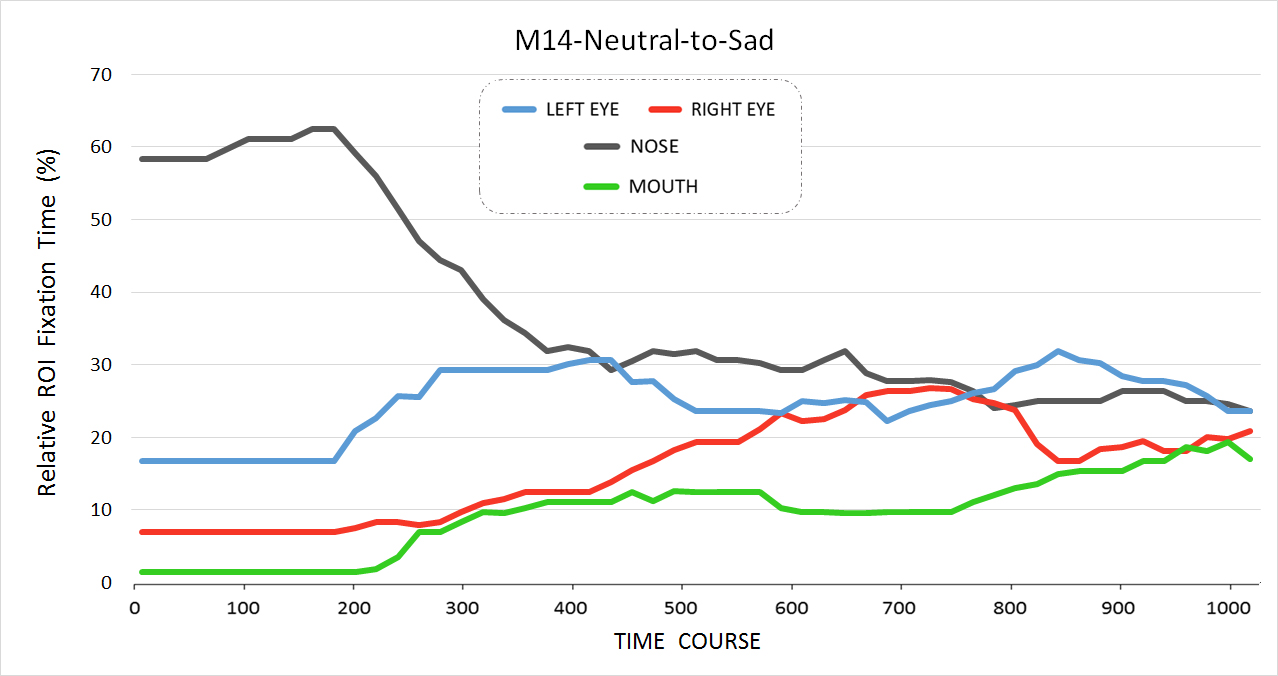 M14-Neutral-to-Sad
70
60
50
40
30
20
10
0
Relative ROI Fixation Time (%)
LEFT EYE RIGHT EYE
NOSE
MOUTH
0 100 200 300 400 500 600 700 800 900 1000
TIME COURSE